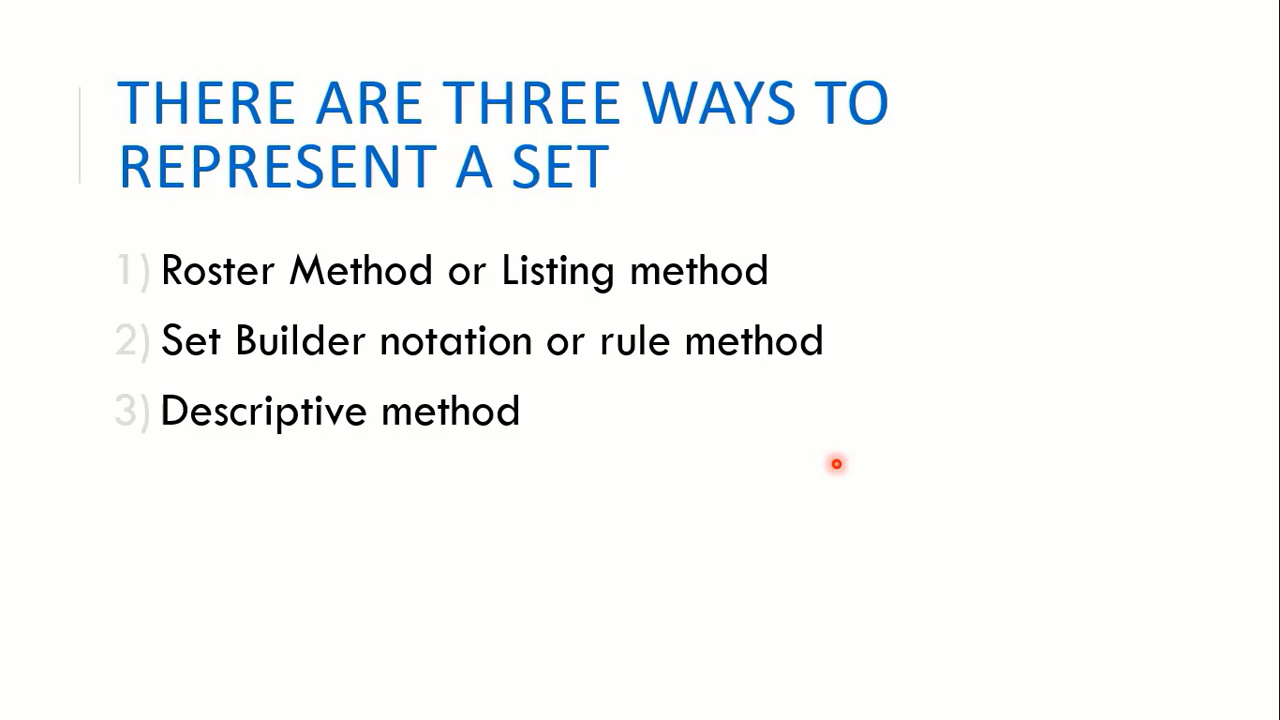 THERE ARE THREE WAYS TO
REPRESENT A SET
1) Roster Method or Listing method
2) Set Builder notation or rule method
3) Descriptive method